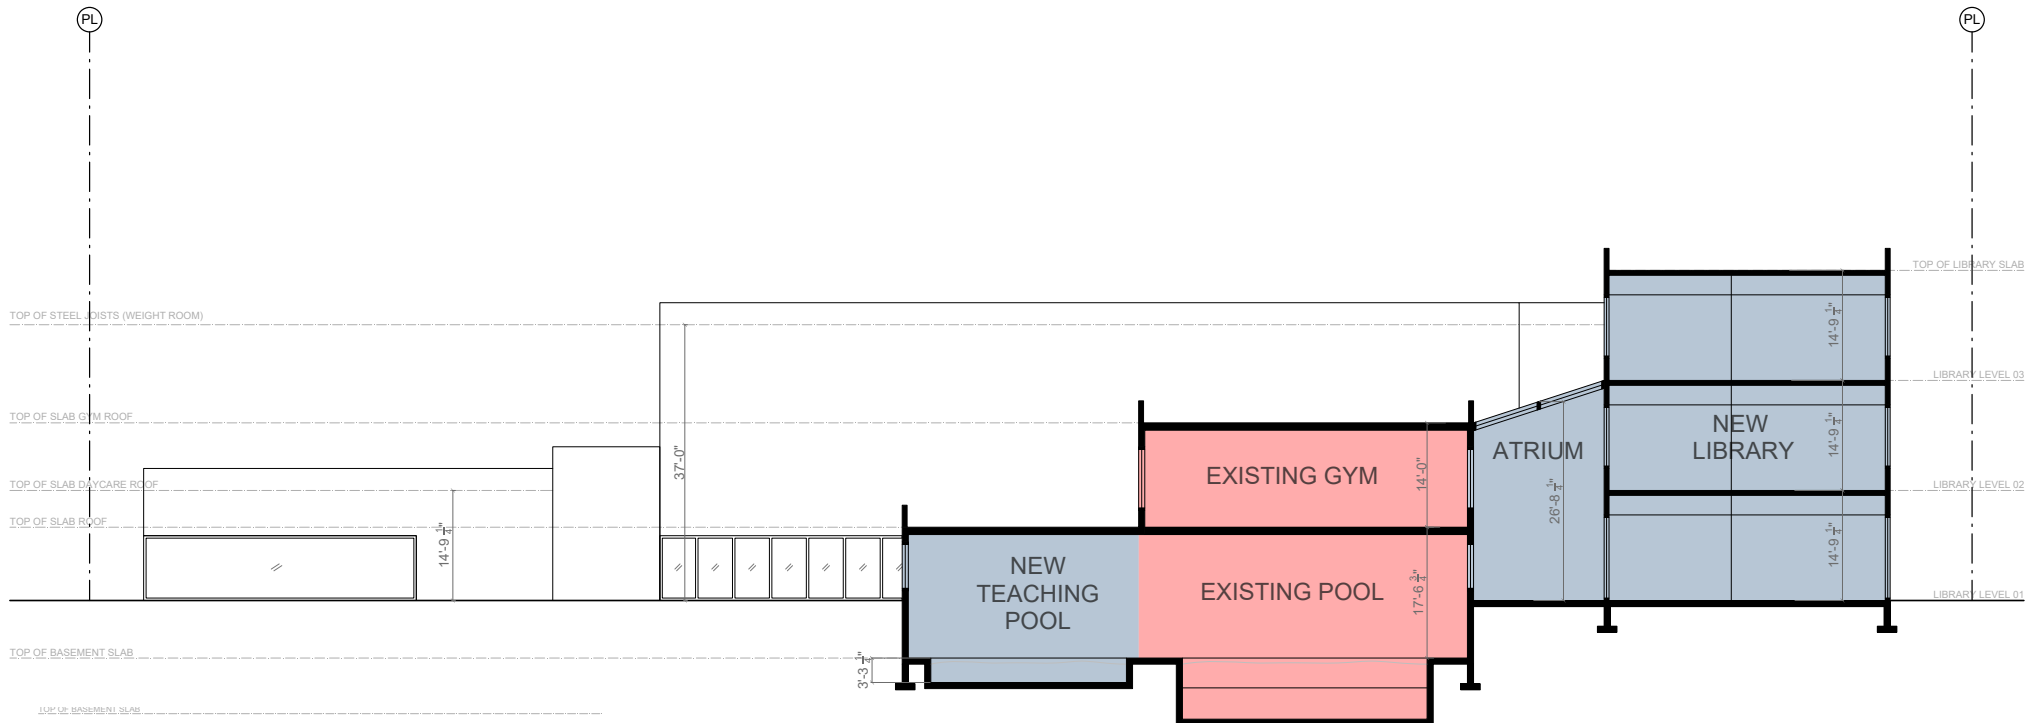 PL
PL
TOP OF LIBRARY SLAB
TOP OF STEEL JOISTS (WEIGHT ROOM)
14'-9 1/4"
LIBRARY LEVEL 03
TOP OF SLAB GYM ROOF
37'-0"
EXISTING GYM
14'-0"
ATRIUM
26'-8 1/4"
NEW
LIBRARY
14'-9 1/4"
TOP OF SLAB DAYCARE ROOF
LIBRARY LEVEL 02
TOP OF SLAB ROOF
14'-9 1/4"
NEW
TEACHING
POOL
EXISTING POOL
17'-6 3/4"
14'-9 1/4"
LIBRARY LEVEL 01
TOP OF BASEMENT SLAB
3'-3 1/4"
TOP OF BASEMENT SLAB